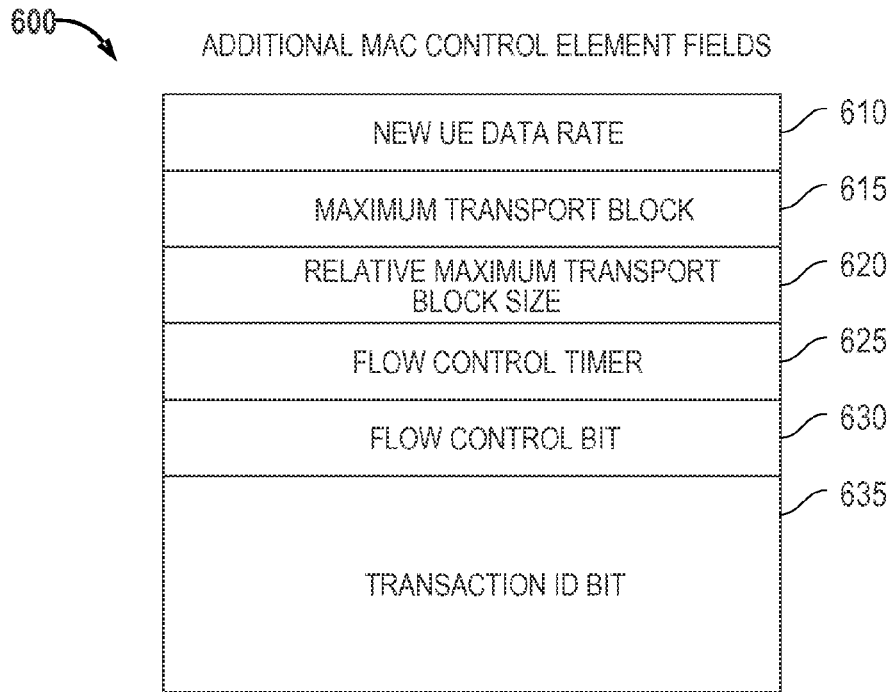 600
ADDITIONAL MAC CONTROL ELEMENT FIELDS
NEW UE DATA RATE
610
MAXIMUM TRANSPORT BLOCK
615
RELATIVE MAXIMUM TRANSPORT
BLOCK SIZE
620
FLOW CONTROL TIMER
625
FLOW CONTROL BIT
630
TRANSACTION ID BIT
635